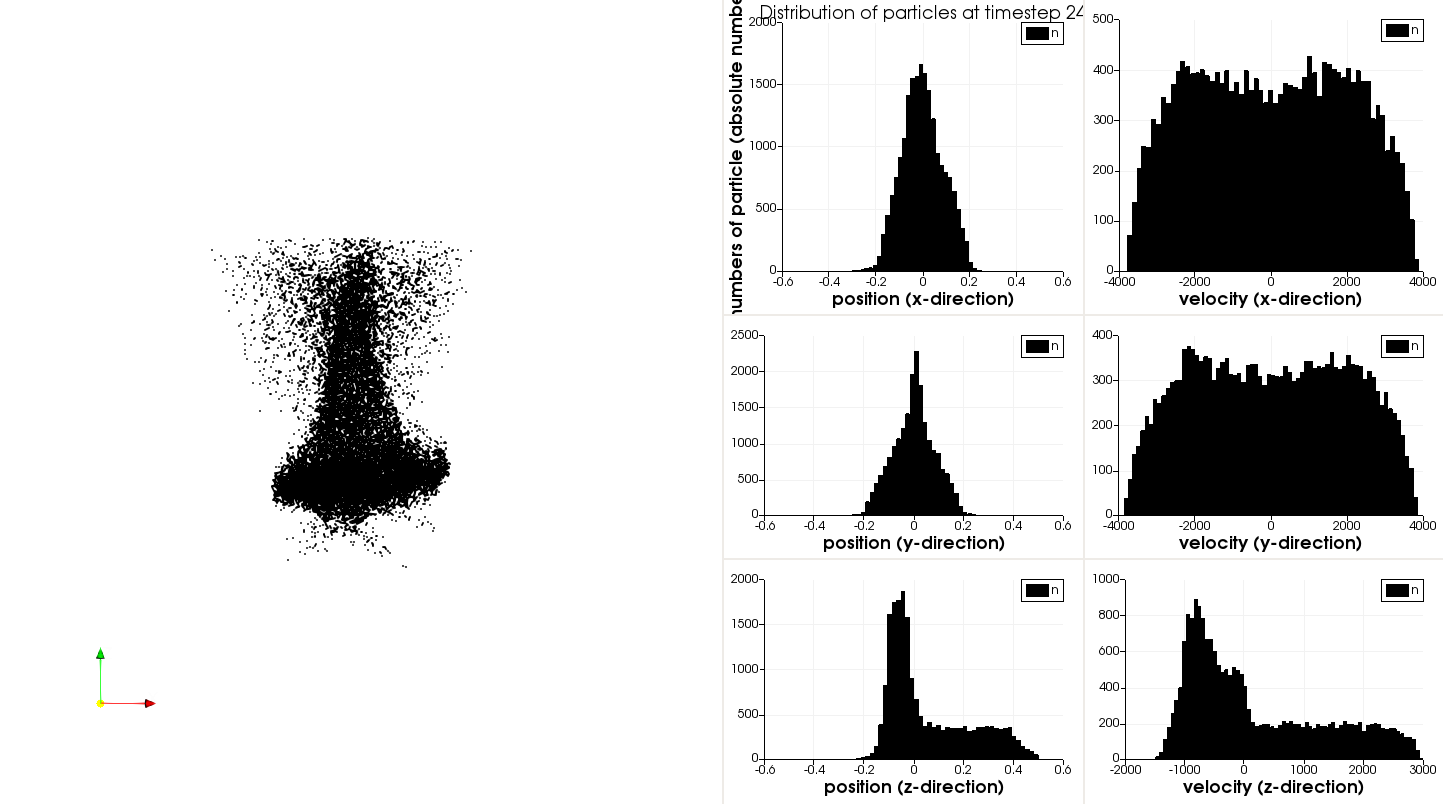 Distribution of particles at timestep 24
numbers of particle (absolute numbe
2000
1500
1000
500
0
-0.6 -0.4 -0.2 0 0.2 0.4 0.6
position (x-direction)
n
500
400
300
200
100
0
-4000 -2000 0 2000 4000
velocity (x-direction)
n
2500
2000
1500
1000
500
0
-0.6 -0.4 -0.2 0 0.2 0.4 0.6
position (y-direction)
n
400
300
200
100
0
-4000 -2000 0 2000 4000
velocity (y-direction)
n
2000
1500
1000
500
0
-0.6 -0.4 -0.2 0 0.2 0.4 0.6
position (z-direction)
n
1000
800
600
400
200
0
-2000 -1000 0 1000 2000 3000
velocity (z-direction)
n